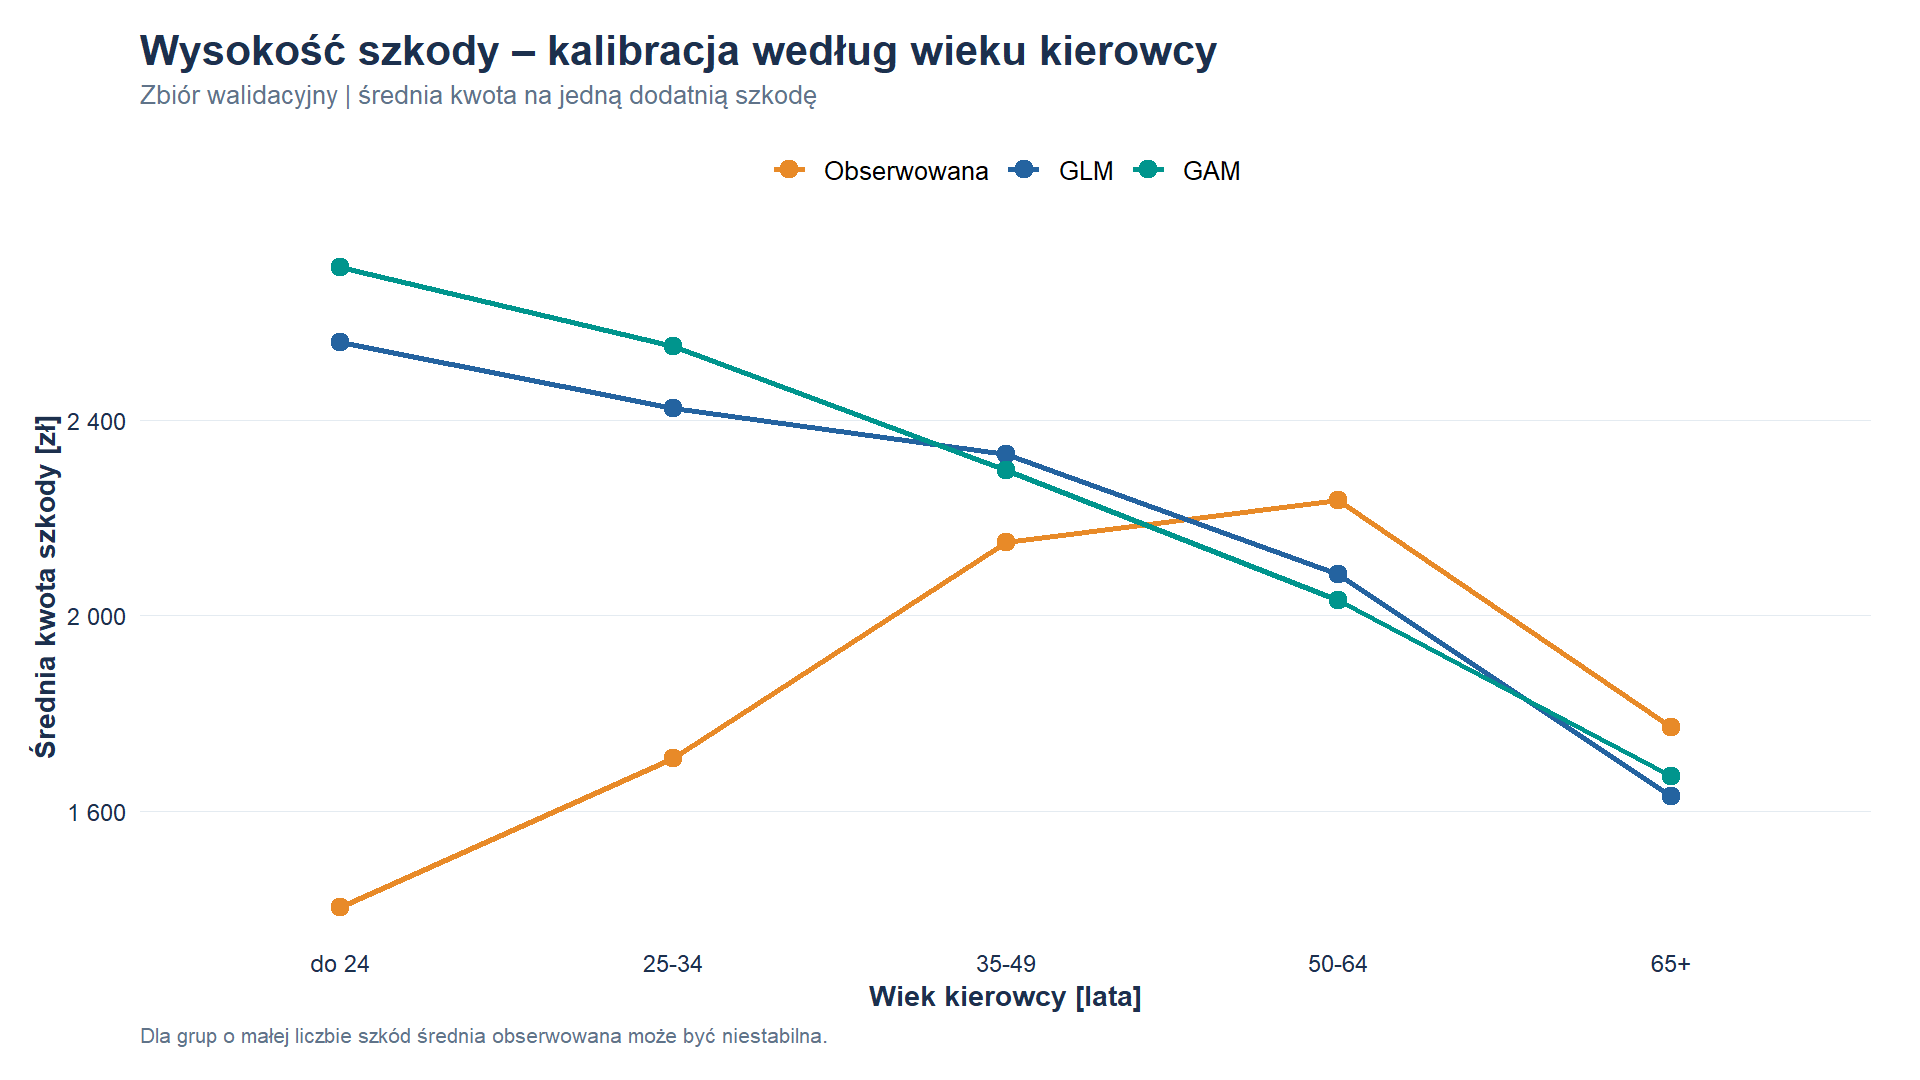 Wysokość szkody – kalibracja według wieku kierowcy
Zbiór walidacyjny | średnia kwota na jedną dodatnią szkodę
Obserwowana GLM GAM
Średnia kwota szkody [zł]
2 400
2 000
1 600
do 24 25-34 35-49 50-64 65+
Wiek kierowcy [lata]
Dla grup o małej liczbie szkód średnia obserwowana może być niestabilna.